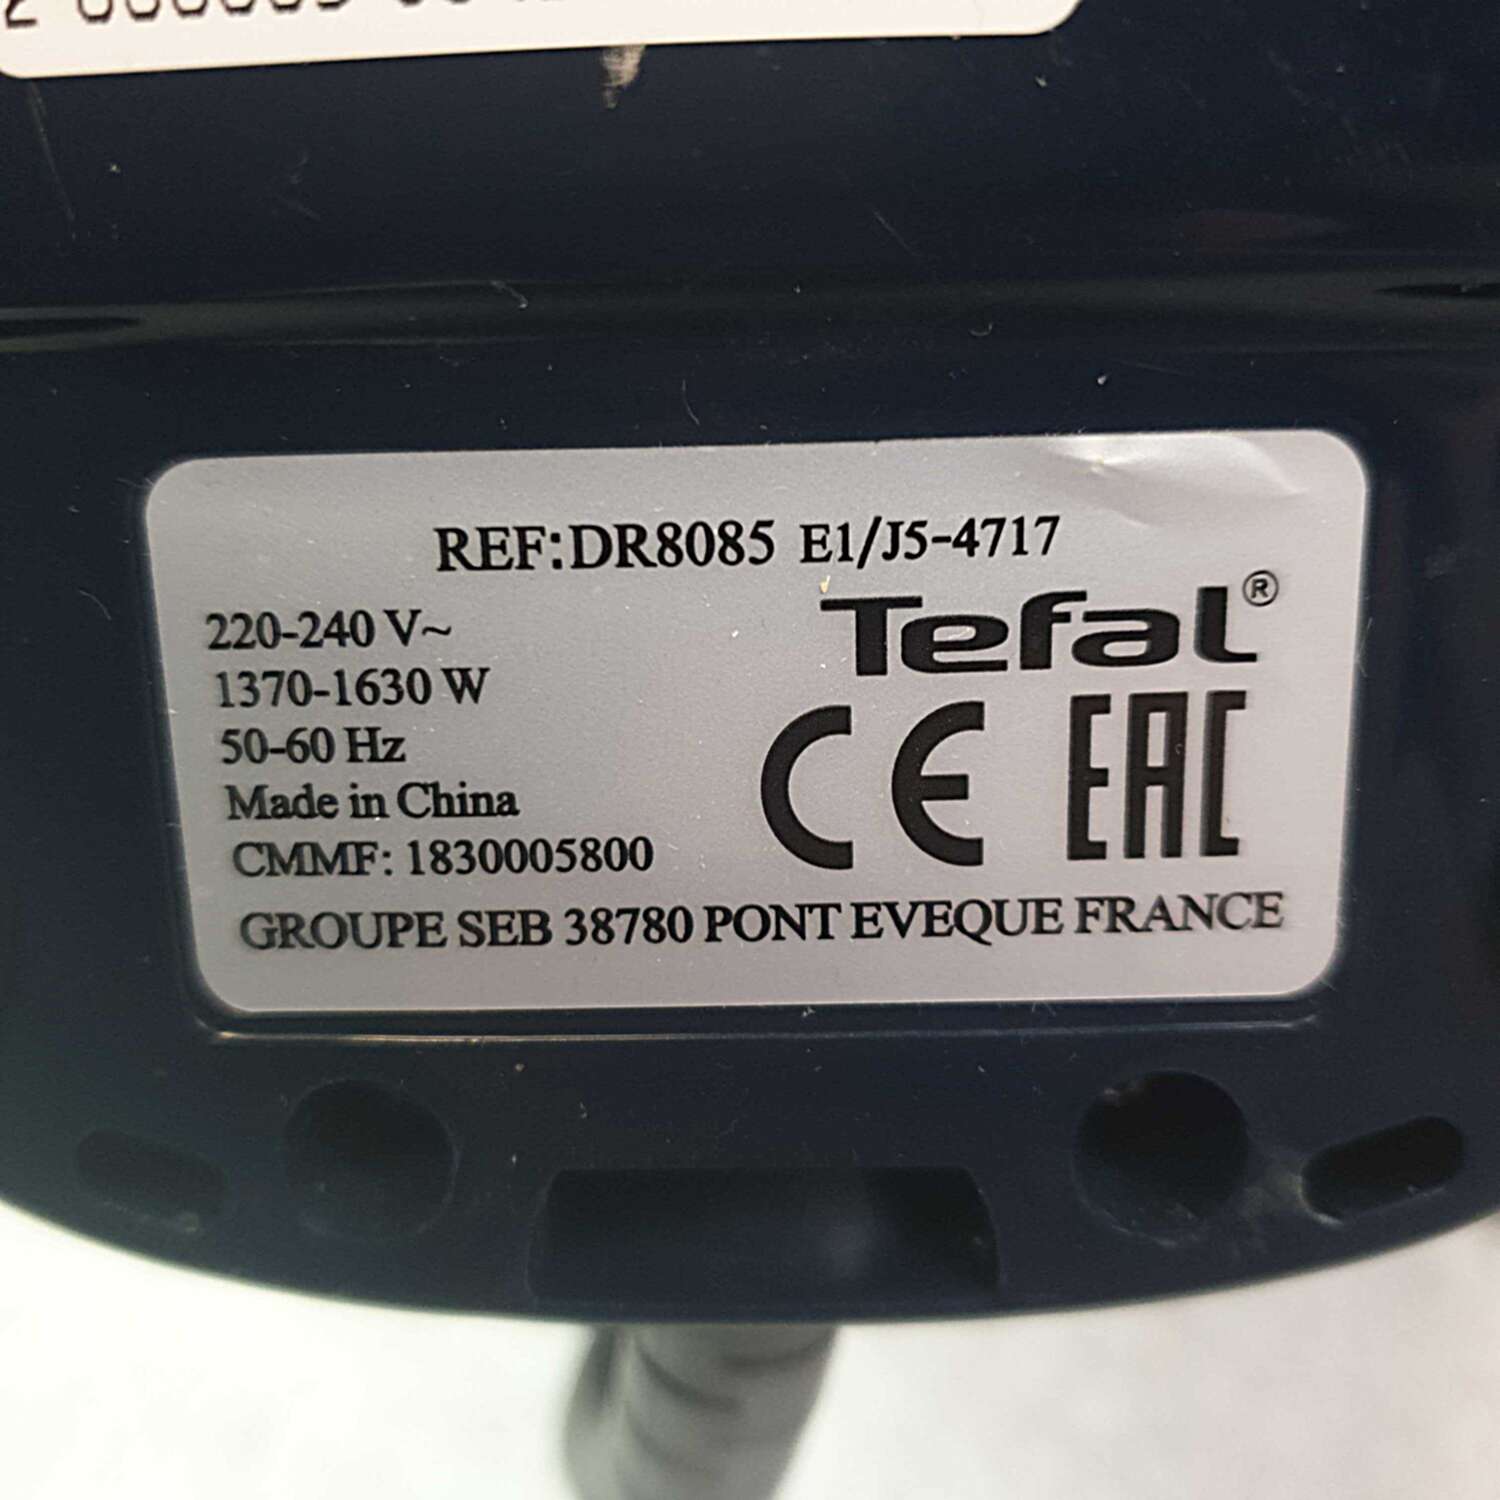 REF:DR8085 E1/J5-4717
220-240 V~
1370-1630 W
50-60 Hz
Made in China
CMMF: 1830005800
Tefal®
CE EAC
GROUPE SEB 38780 PONT EVEQUE FRANCE